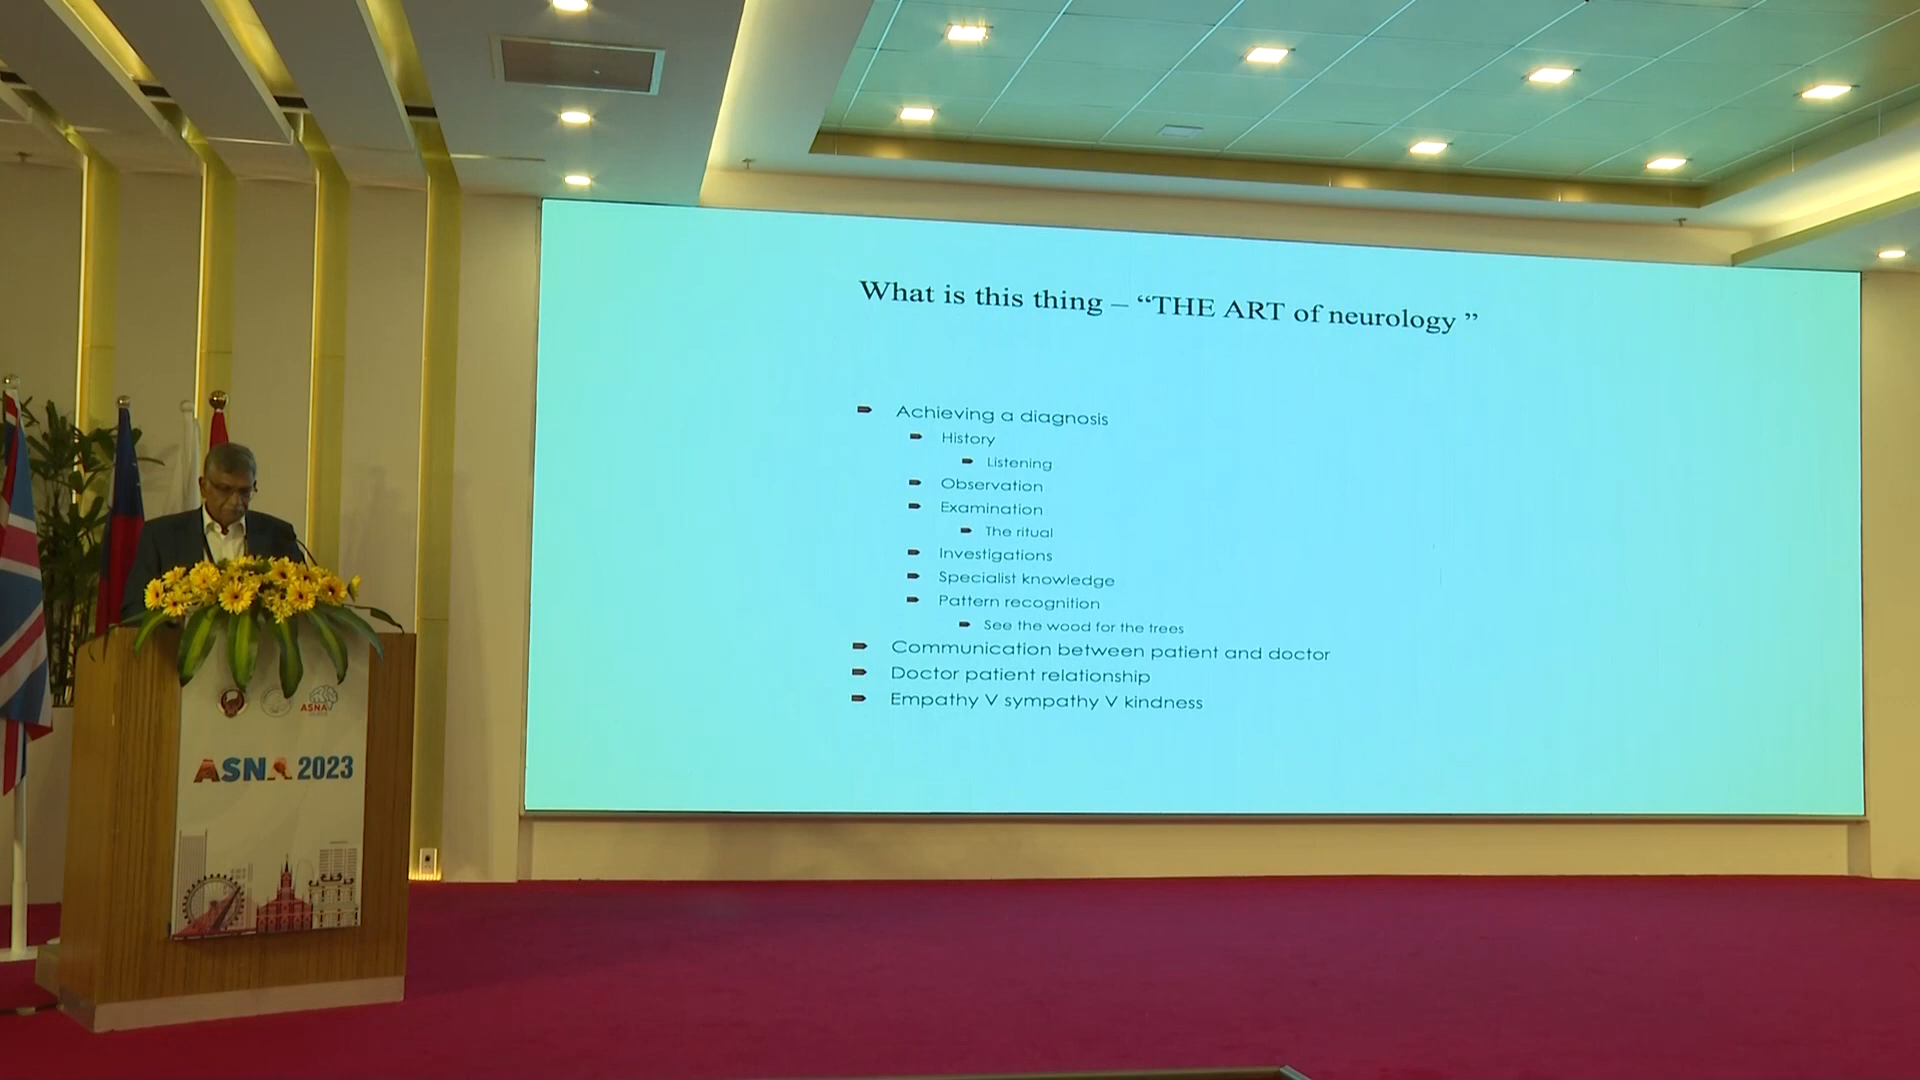 What is this thing – “THE ART of neurology ”
Achieving a diagnosis
History
Listening
Observation
Examination
The ritual
Investigations
Specialist knowledge
Pattern recognition
See the wood for the trees
Communication between patient and doctor
Doctor patient relationship
Empathy V sympathy V kindness
ASNA
ASNA 2023